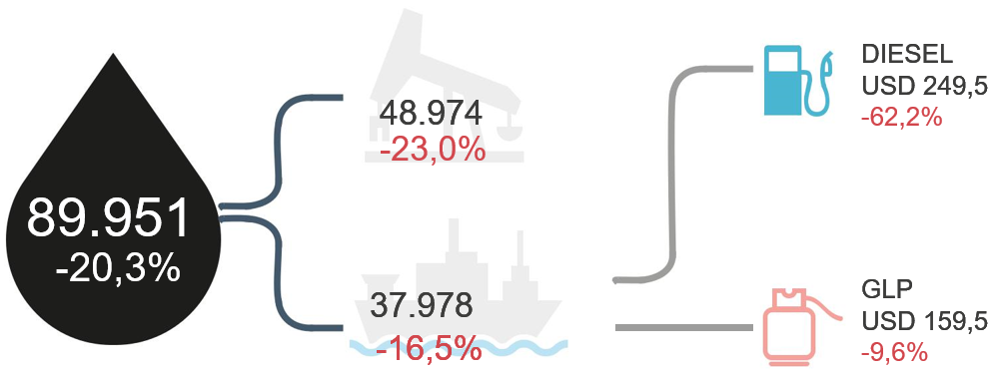 89.951
-20,3%
48.974
-23,0%
37.978
-16,5%
DIESEL
USD 249,5
-62,2%
GLP
USD 159,5
-9,6%